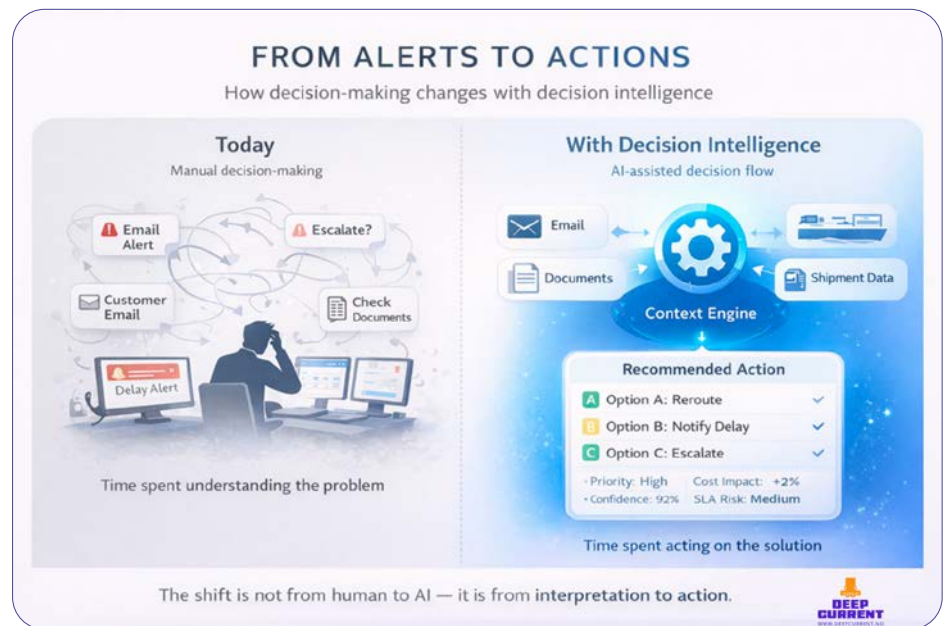 FROM ALERTS TO ACTIONS
How decision-making changes with decision intelligence
Today
Manual decision-making
Email
Alert
Escalate?
Customer
Email
Check
Documents
Delay Alert
Time spent understanding the problem
With Decision Intelligence
AI-assisted decision flow
Email
Documents
Shipment Data
Context Engine
Recommended Action
A Option A: Reroute
B Option B: Notify Delay
C Option C: Escalate
• Priority: High Cost Impact: +2%
• Confidence: 92% SLA Risk: Medium
Time spent acting on the solution
The shift is not from human to AI — it is from interpretation to action.
DEEP
CURRENT
WWW.DEEPCURRENT.NO